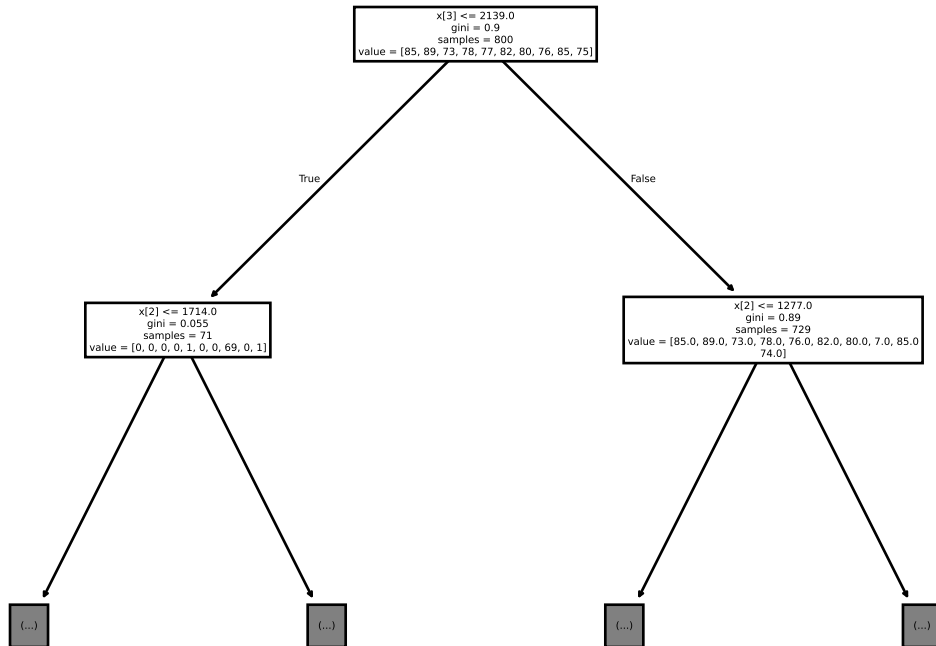 x[3] <= 2139.0
gini = 0.9
samples = 800
value = [85, 89, 73, 78, 77, 82, 80, 76, 85, 75]
True
False
x[2] <= 1714.0
gini = 0.055
samples = 71
value = [0, 0, 0, 0, 1, 0, 0, 69, 0, 1]
x[2] <= 1277.0
gini = 0.89
samples = 729
value = [85.0, 89.0, 73.0, 78.0, 76.0, 82.0, 80.0, 7.0, 85.0
74.0]
(...)
(...)
(...)
(...)